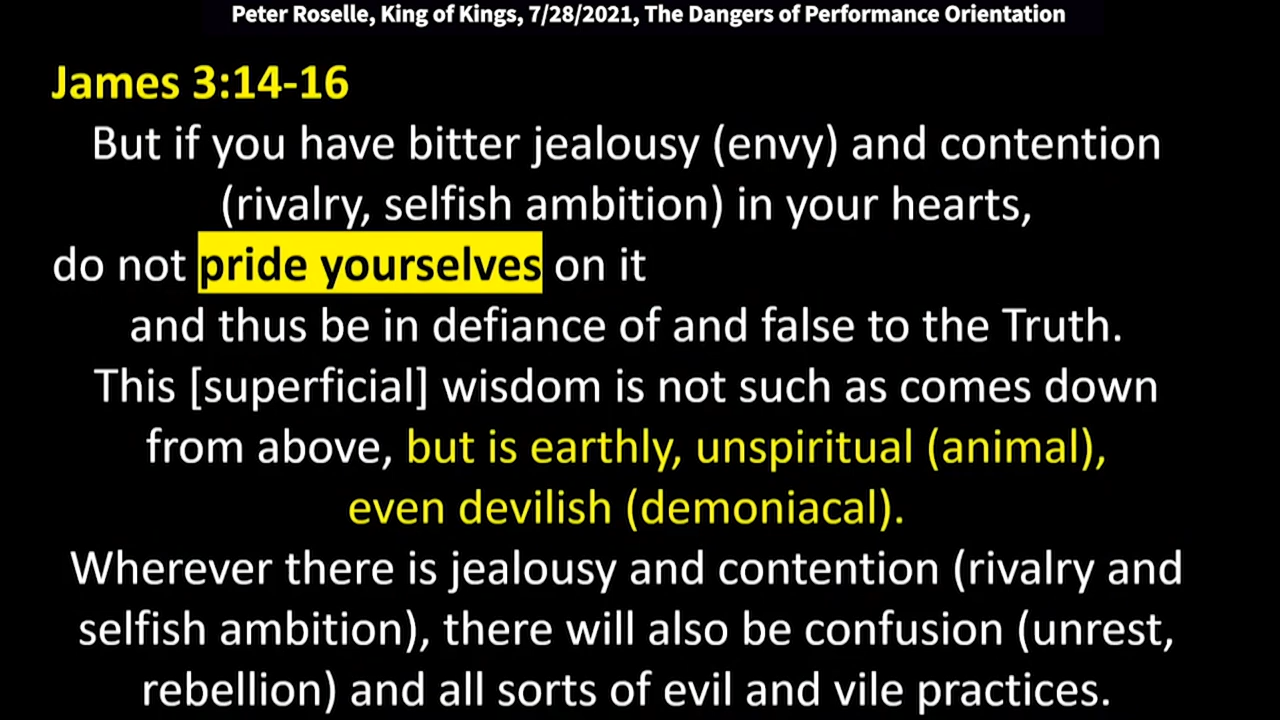 Peter Roselle, King of Kings, 7/28/2021, The Dangers of Performance Orientation
James 3:14-16
But if you have bitter jealousy (envy) and contention
(rivalry, selfish ambition) in your hearts,
do not pride yourselves on it
and thus be in defiance of and false to the Truth.
This [superficial] wisdom is not such as comes down
from above, but is earthly, unspiritual (animal),
even devilish (demoniacal).
Wherever there is jealousy and contention (rivalry and
selfish ambition), there will also be confusion (unrest,
rebellion) and all sorts of evil and vile practices.